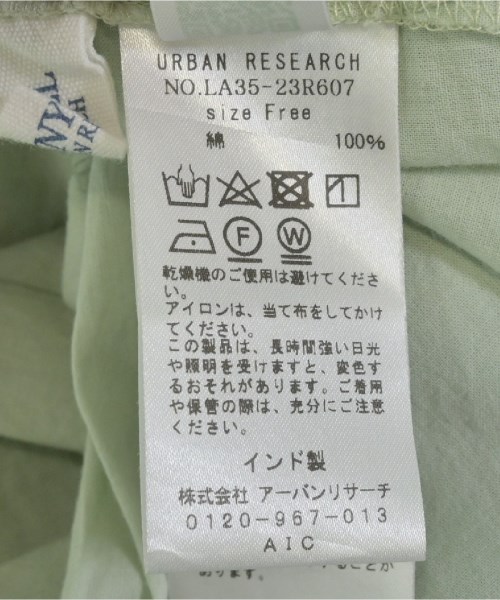 URBAN RESEARCH
NO.LA35-23R607
size Free
綿 100%
F W
乾燥機のご使用は避けてくださ
い。
アイロンは、当て布をしてかけ
てください。
この製品は、長時間強い日光
や照明を受けますと、変色す
るおそれがあります。ご着用
や保管の際は、充分にご注意
ください。
インド製
株式会社 アーバンリサーチ
0120-967-013
AIC
あります。